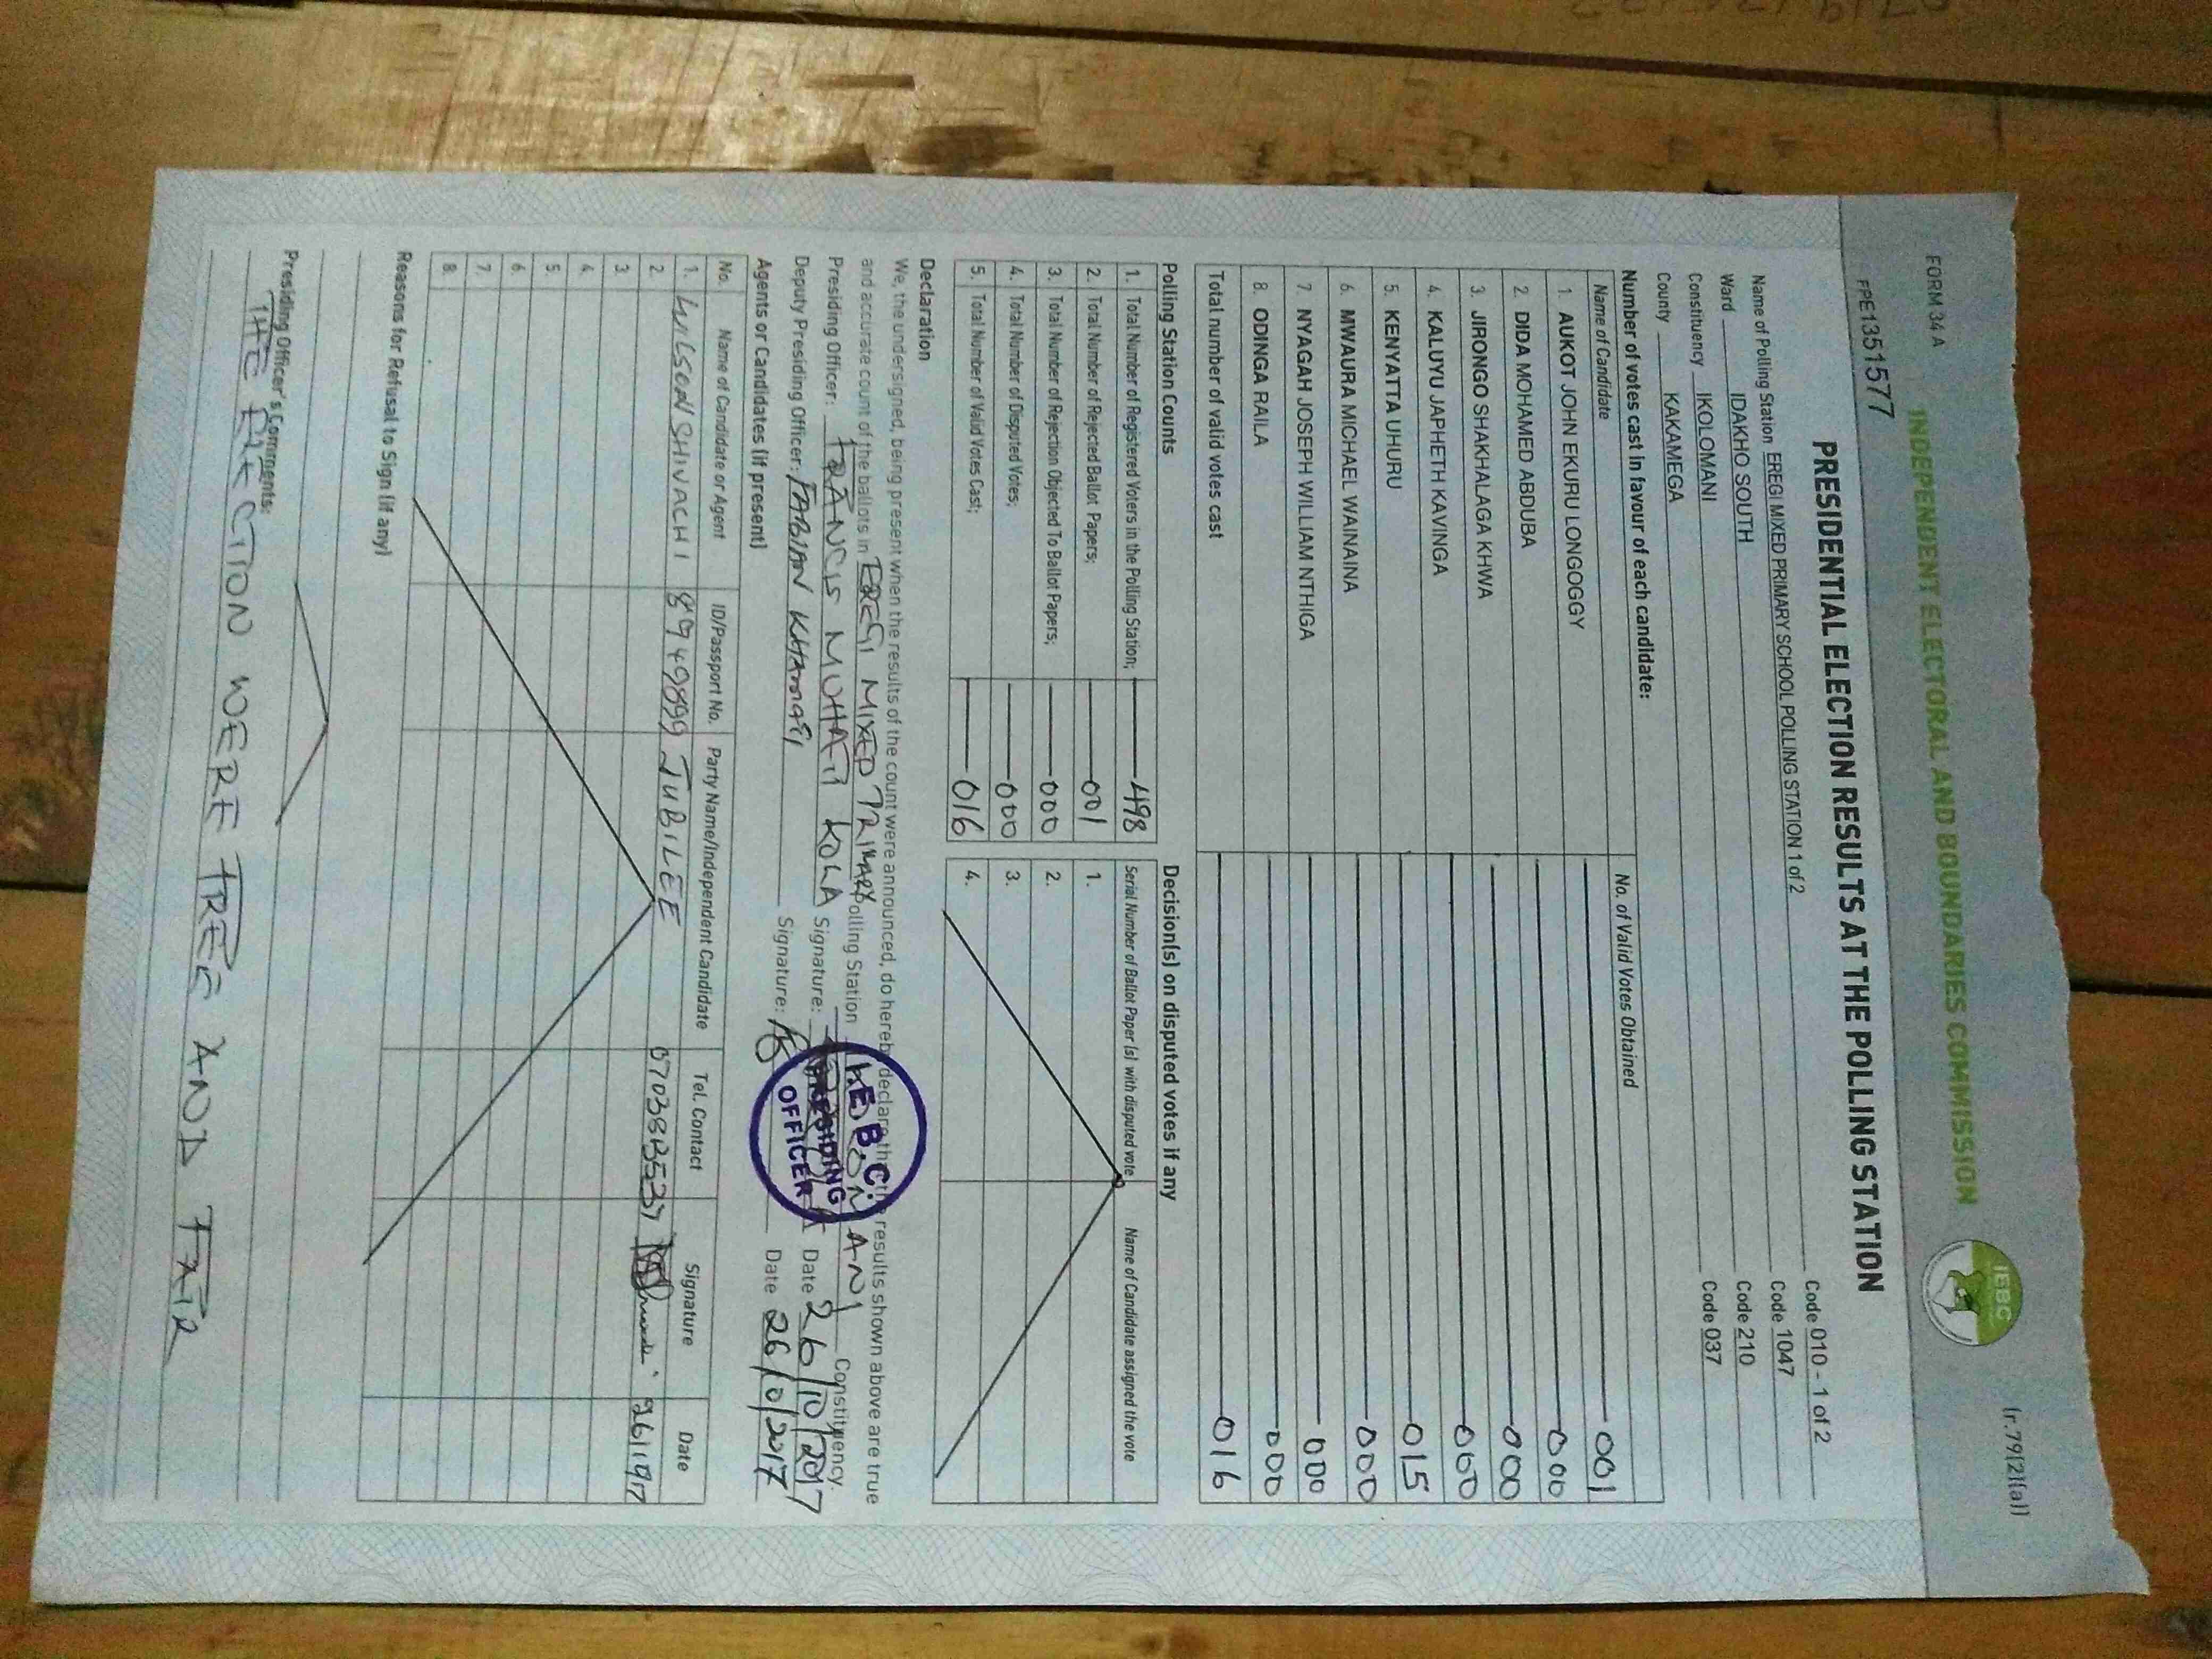 FORM 34 A
(r.79(2)(a))
INDEPENDENT ELECTORAL AND BOUNDARIES COMMISSION
IEBC
PPE1351577
PRESIDENTIAL ELECTION RESULTS AT THE POLLING STATION
Name of Polling Station EREGI MIXED PRIMARY SCHOOL POLLING STATION 1 of 2 Code 010 - 1 of 2
Ward IDAKHO SOUTH Code 1047
Constituency IKOLOMANI Code 210
County KAKAMEGA Code 037
Number of votes cast in favour of each candidate:
Name of Candidate No. of Valid Votes Obtained
1. AUKOT JOHN EKURU LONGOGGY 001
2. DIDA MOHAMED ABDUBA 000
3. JIRONGO SHAKHALAGA KHWA 000
4. KALUYU JAPHETH KAVINGA 000
5. KENYATTA UHURU 015
6. MWAURA MICHAEL WAINAINA 000
7. NYAGAH JOSEPH WILLIAM NTHIGA 000
8. ODINGA RAILA 000
Total number of valid votes cast 016
Polling Station Counts
1. Total Number of Registered Voters in the Polling Station; 498
2. Total Number of Rejected Ballot Papers; 001
3. Total Number of Rejection Objected To Ballot Papers; 000
4. Total Number of Disputed Votes; 000
5. Total Number of Valid Votes Cast; 016
Decision(s) on disputed votes if any
Serial Number of Ballot Paper (s) with disputed vote Name of Candidate assigned the vote
1.
2.
3.
4.
Declaration
We, the undersigned, being present when the results of the count were announced, do hereby declare that the results shown above are true
and accurate count of the ballots in EREGI MIXED PRIMARY Polling Station IKOLOMANI Constituency.
Presiding Officer: FRANCIS MUHATI KOLA Signature: Date 26/10/2017
Deputy Presiding Officer: FABIAN Signature: Date 26/10/2017
I.E.B.C.
PRESIDING
OFFICER
Agents or Candidates (if present)
No. Name of Candidate or Agent ID/Passport No. Party Name/Independent Candidate Tel. Contact Signature Date
1. WILSON SHIVACHI 8949899 JUBILEE
2.
3.
4.
5.
6.
7.
8.
Reasons for Refusal to Sign (if any)
Presiding Officer's Comments:
THE ELECTION WERE FREE AND FAIR